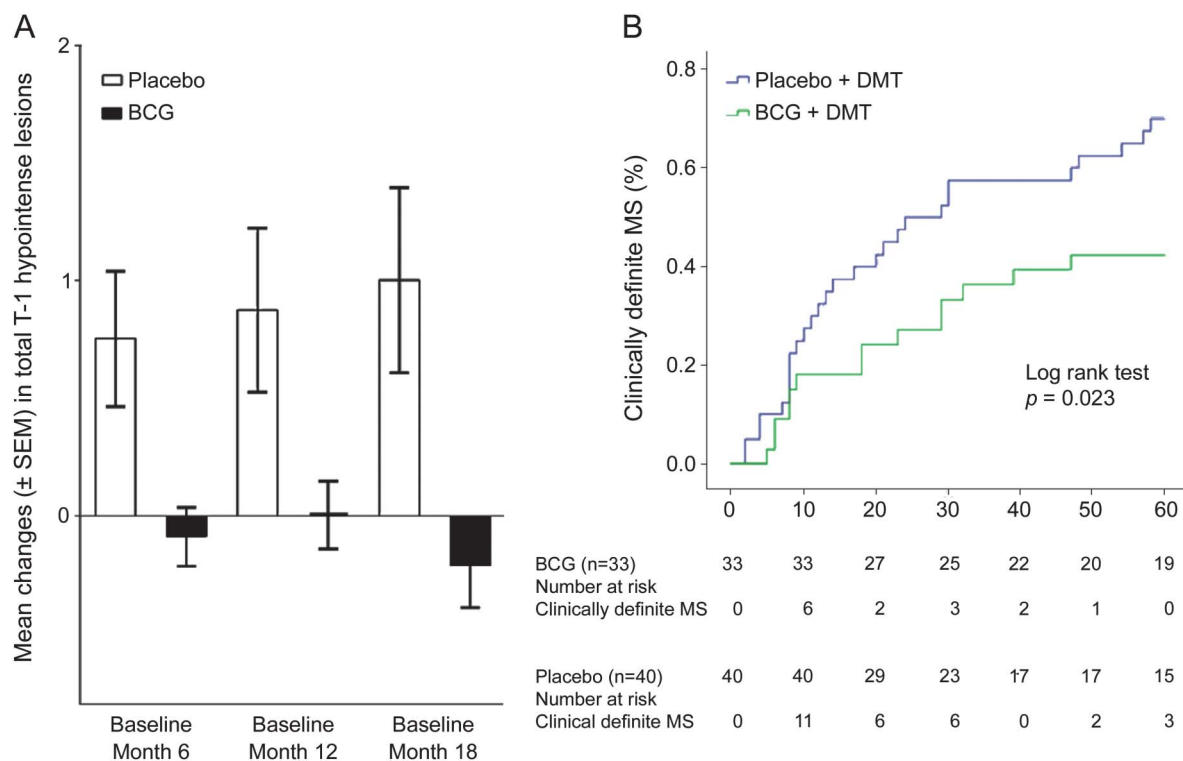 A
Mean changes (± SEM) in total T-1 hypointense lesions
2
1
0
Placebo
BCG
Baseline Month 6
Baseline Month 12
Baseline Month 18
B
Clinically definite MS (%)
0.8
0.6
0.4
0.2
0.0
Placebo + DMT
BCG + DMT
Log rank test
p = 0.023
0 10 20 30 40 50 60
BCG (n=33) 33 33 27 25 22 20 19
Number at risk
Clinically definite MS 0 6 2 3 2 1 0
Placebo (n=40) 40 40 29 23 17 17 15
Number at risk
Clinical definite MS 0 11 6 6 0 2 3